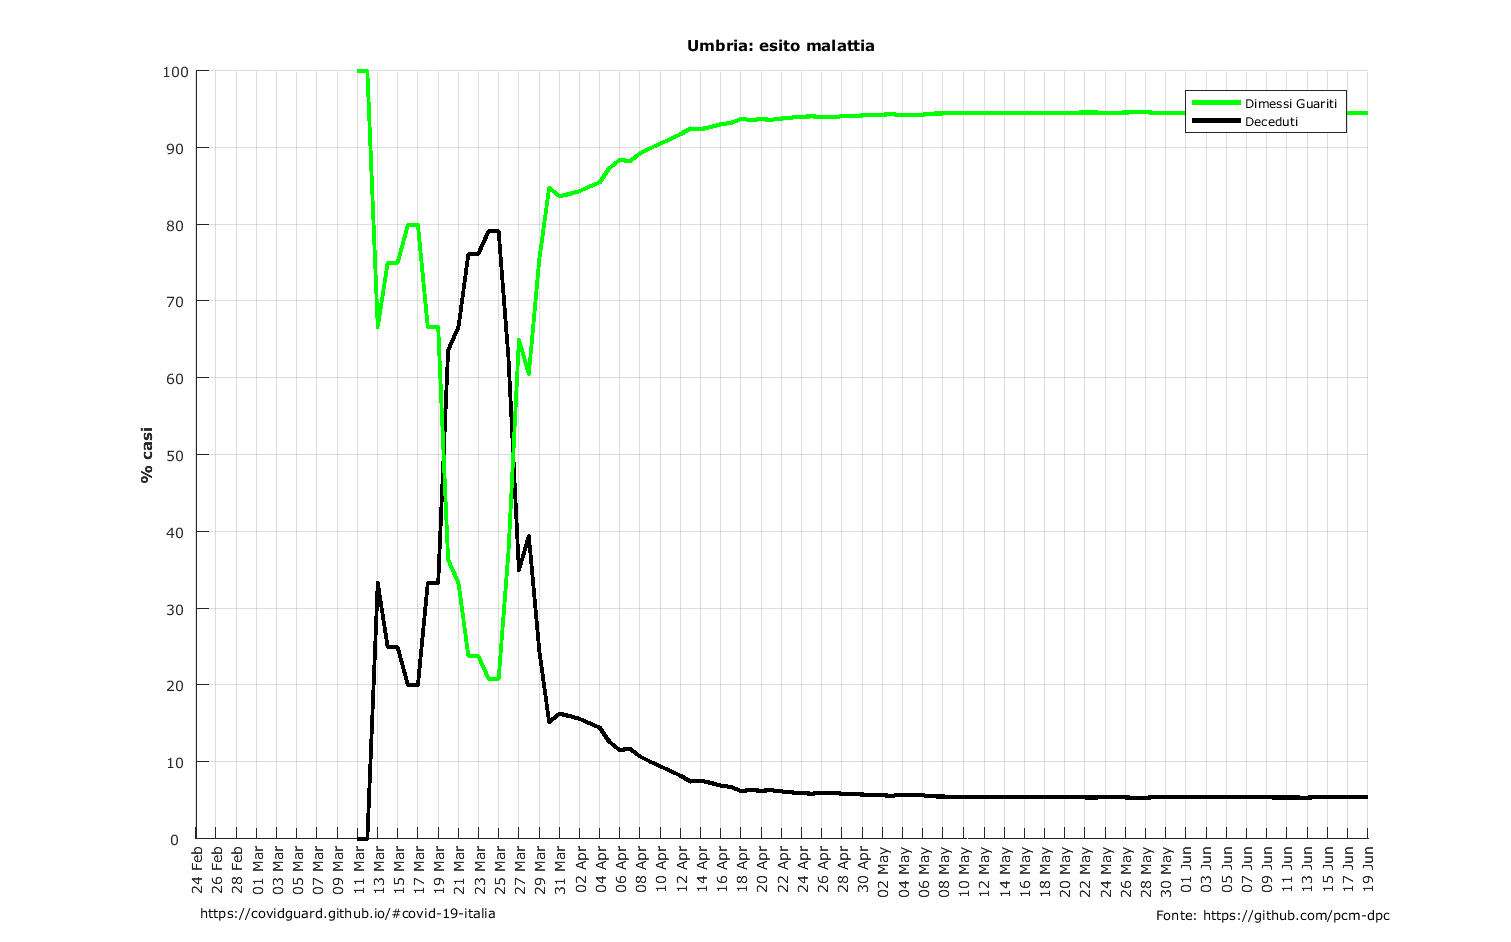 Umbria: esito malattia
% casi
100
90
80
70
60
50
40
30
20
10
0
Dimessi Guariti
Deceduti
24 Feb
26 Feb
28 Feb
01 Mar
03 Mar
05 Mar
07 Mar
09 Mar
11 Mar
13 Mar
15 Mar
17 Mar
19 Mar
21 Mar
23 Mar
25 Mar
27 Mar
29 Mar
31 Mar
02 Apr
04 Apr
06 Apr
08 Apr
10 Apr
12 Apr
14 Apr
16 Apr
18 Apr
20 Apr
22 Apr
24 Apr
26 Apr
28 Apr
30 Apr
02 May
04 May
06 May
08 May
10 May
12 May
14 May
16 May
18 May
20 May
22 May
24 May
26 May
28 May
30 May
01 Jun
03 Jun
05 Jun
07 Jun
09 Jun
11 Jun
13 Jun
15 Jun
17 Jun
19 Jun
https://covidguard.github.io/#covid-19-italia
Fonte: https://github.com/pcm-dpc